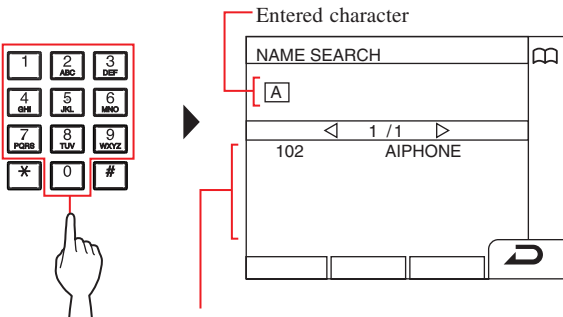 Entered character
NAME SEARCH
A
1 /1
102 AIPHONE
1
2 ABC
3 DEF
4 GHI
5 JKL
6 MNO
7 PQRS
8 TUV
9 WXYZ
* 0 #